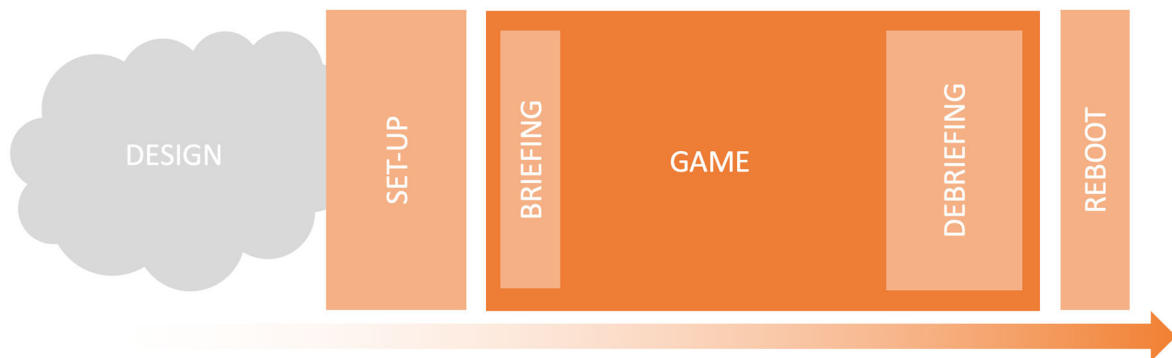 DESIGN
SET-UP
BRIEFING
GAME
DEBRIEFING
REBOOT